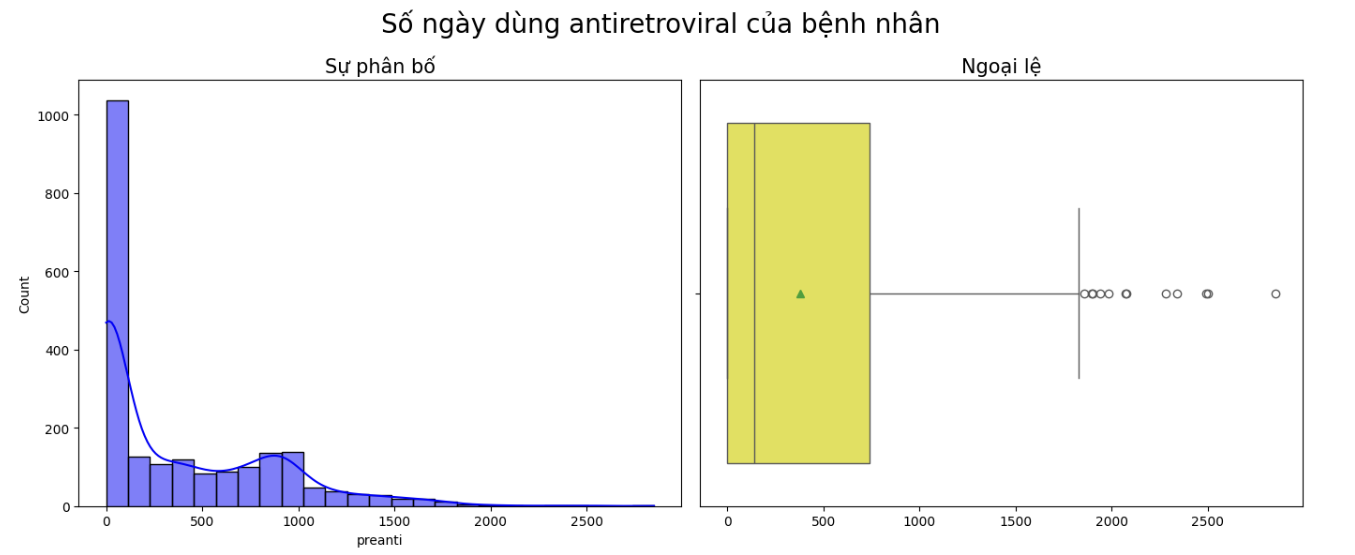 Số ngày dùng antiretroviral của bệnh nhân
Sự phân bố
Count
1000
800
600
400
200
0
0 500 1000 1500 2000 2500
preanti
Ngoại lệ
0 500 1000 1500 2000 2500